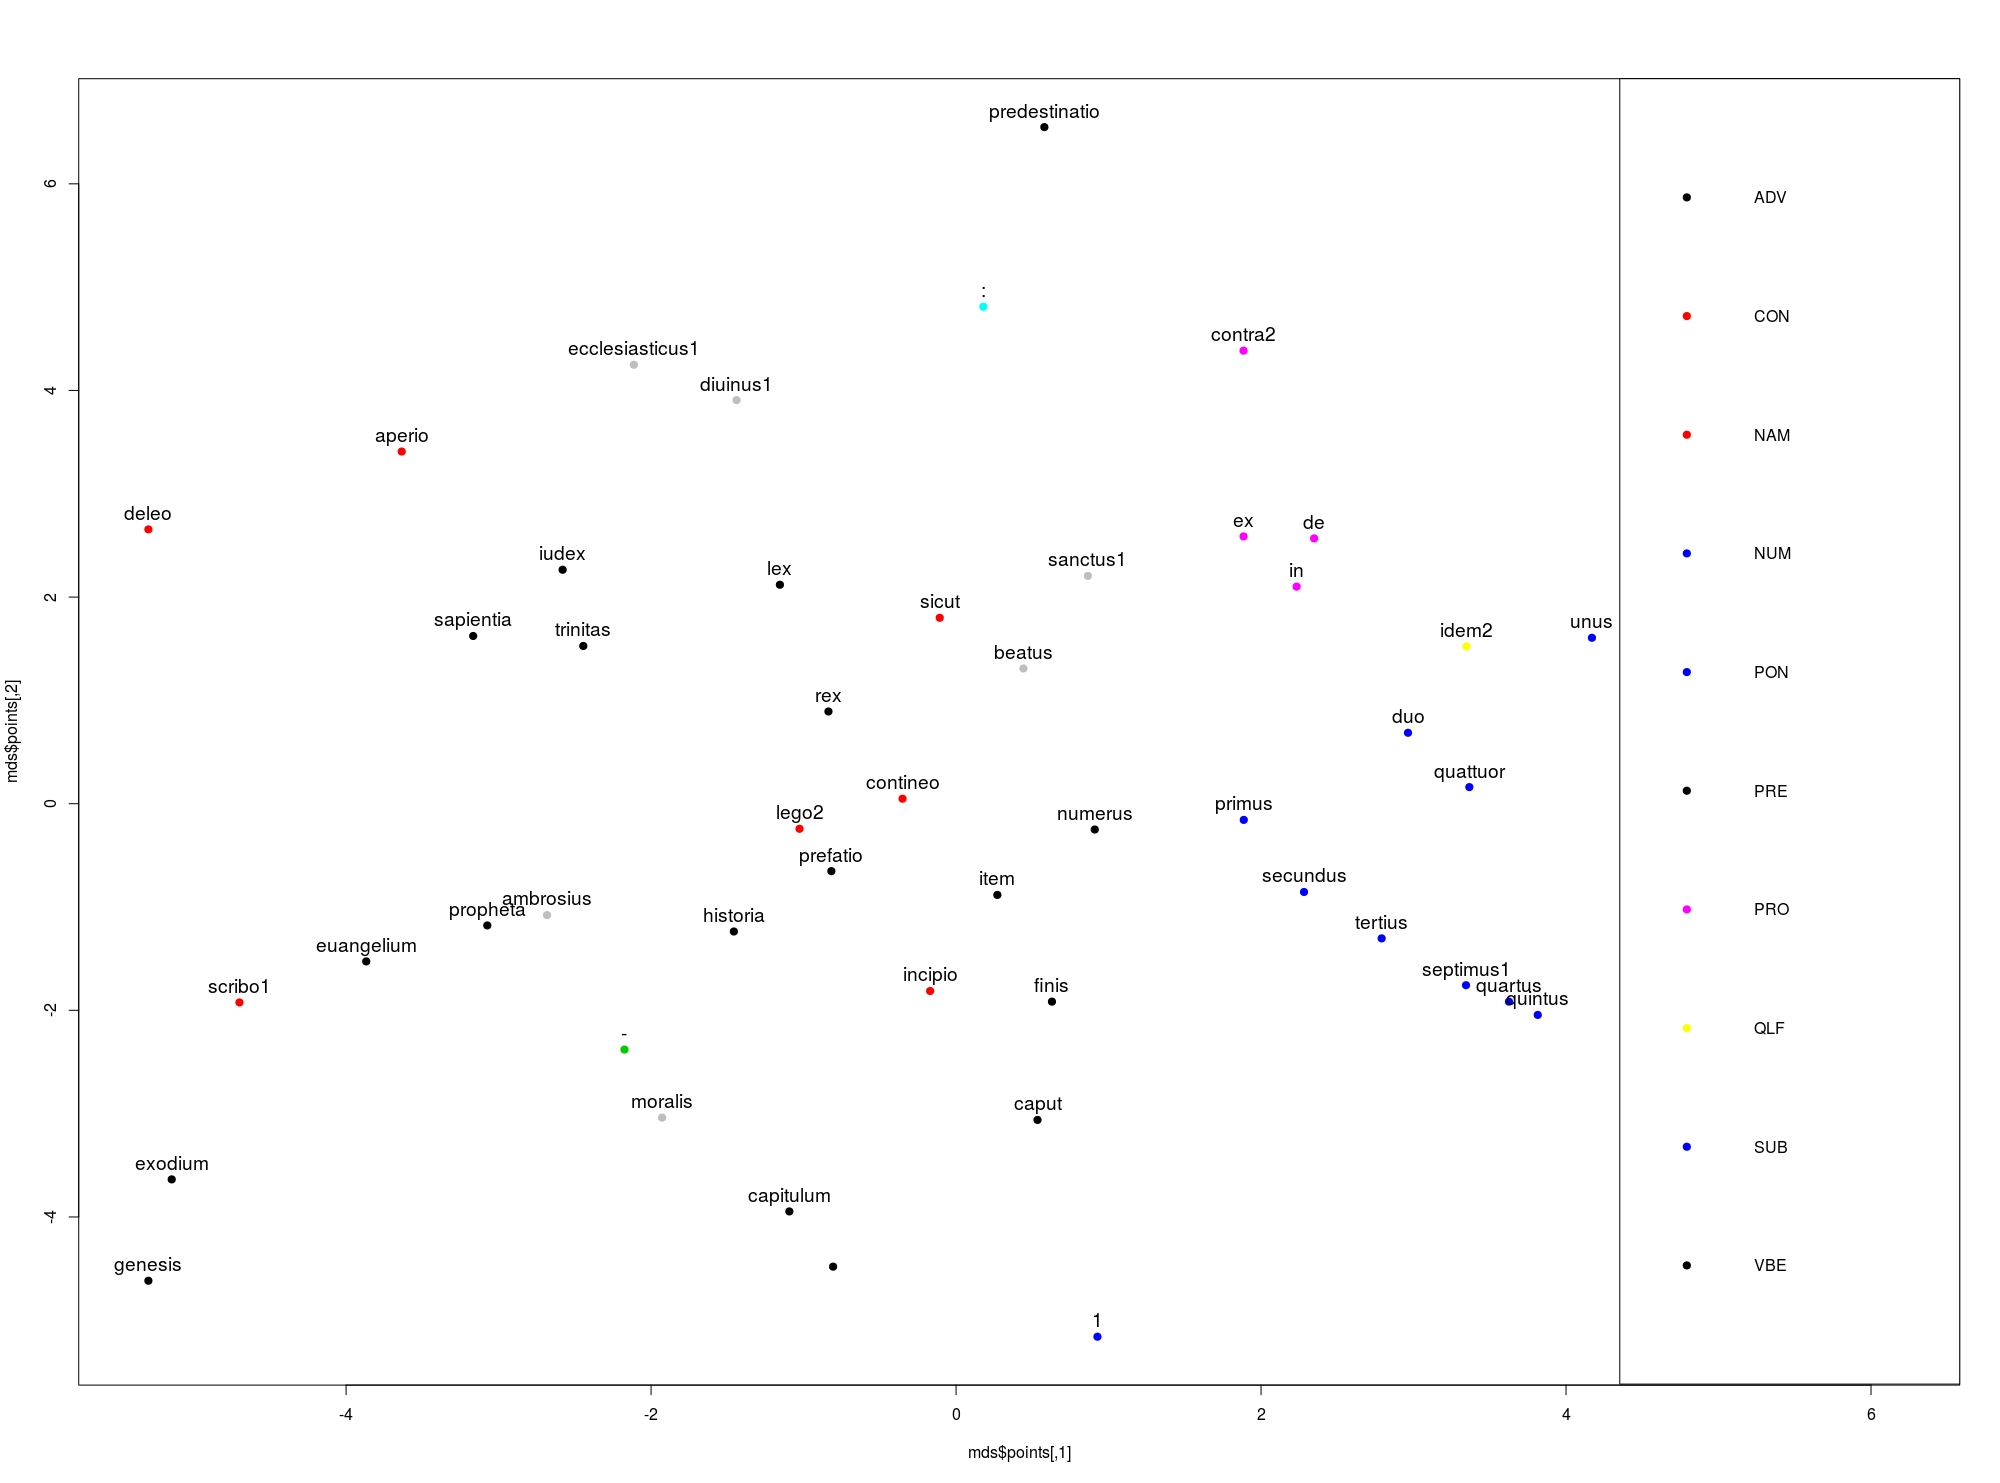 predestinatio
6
ADV
:
CON
contra2
ecclesiasticus1
diuinus1
4
aperio
NAM
deleo
ex
de
iudex
NUM
sanctus1
lex
in
2
sicut
sapientia
unus
trinitas
idem2
beatus
PON
rex
duo
mds$points[,2]
quattuor
contineo
PRE
0
primus
lego2
numerus
prefatio
secundus
item
ambrosius
propheta
PRO
historia
tertius
euangelium
septimus1
incipio
scribo1
finis
quartus
quintus
-2
QLF
-
moralis
caput
SUB
exodium
capitulum
-4
genesis
VBE
1
-4 -2 0 2 4 6
mds$points[,1]